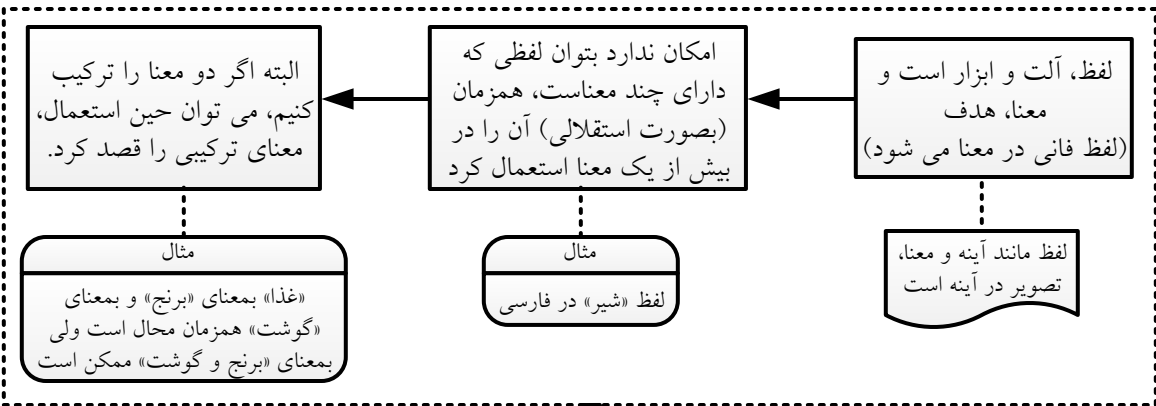 لفظ، آلت و ابزار است و
معنا، هدف
(لفظ فانی در معنا می شود)
لفظ مانند آینه و معنا،
تصویر در آینه است
امکان ندارد بتوان لفظی که
دارای چند معناست، همزمان
(بصورت استقلالی) آن را در
بیش از یک معنا استعمال کرد
مثال
لفظ «شیر» در فارسی
البته اگر دو معنا را ترکیب
کنیم، می توان حین استعمال،
معنای ترکیبی را قصد کرد.
مثال
«غذا» بمعنای «برنج» و بمعنای
«گوشت» همزمان محال است ولی
بمعنای «برنج و گوشت» ممکن است